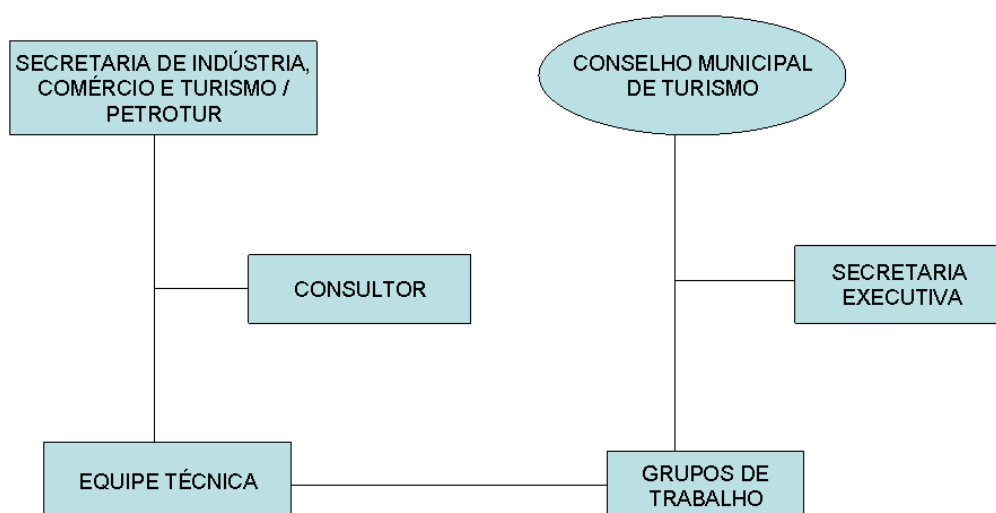 SECRETARIA DE INDÚSTRIA,
COMÉRCIO E TURISMO /
PETROTUR
CONSELHO MUNICIPAL
DE TURISMO
CONSULTOR
SECRETARIA
EXECUTIVA
EQUIPE TÉCNICA
GRUPOS DE
TRABALHO